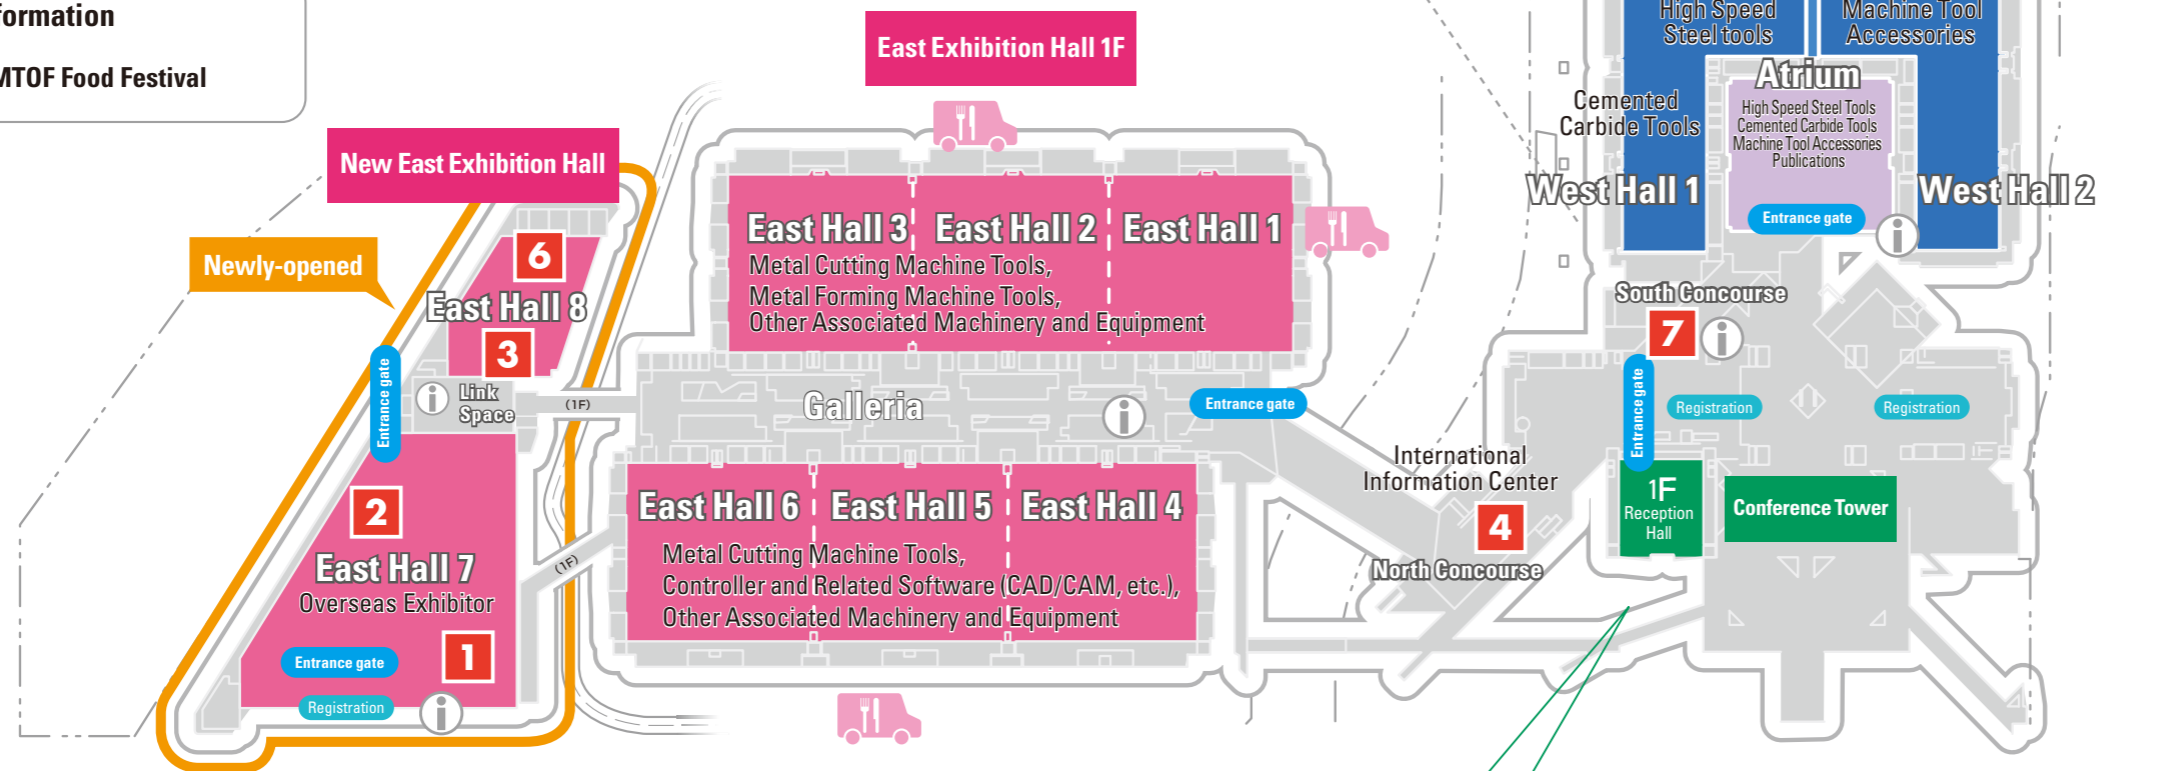 formation
MTOF Food Festival
East Exhibition Hall 1F
New East Exhibition Hall
Newly-opened
6
East Hall 8
3
Entrance gate
Link
Space
(1F)
2
East Hall 7
Overseas Exhibitor
1
Entrance gate
Registration
(1F)
East Hall 3
East Hall 2
East Hall 1
Metal Cutting Machine Tools,
Metal Forming Machine Tools,
Other Associated Machinery and Equipment
Galleria
Entrance gate
East Hall 6
East Hall 5
East Hall 4
Metal Cutting Machine Tools,
Controller and Related Software (CAD/CAM, etc.),
Other Associated Machinery and Equipment
International
Information Center
4
North Concourse
High Speed
Steel tools
Machine Tool
Accessories
Cemented
Carbide Tools
West Hall 1
Atrium
High Speed Steel Tools
Cemented Carbide Tools
Machine Tool Accessories
Publications
Entrance gate
West Hall 2
South Concourse
7
Entrance gate
Registration
Registration
1F
Reception
Hall
Conference Tower